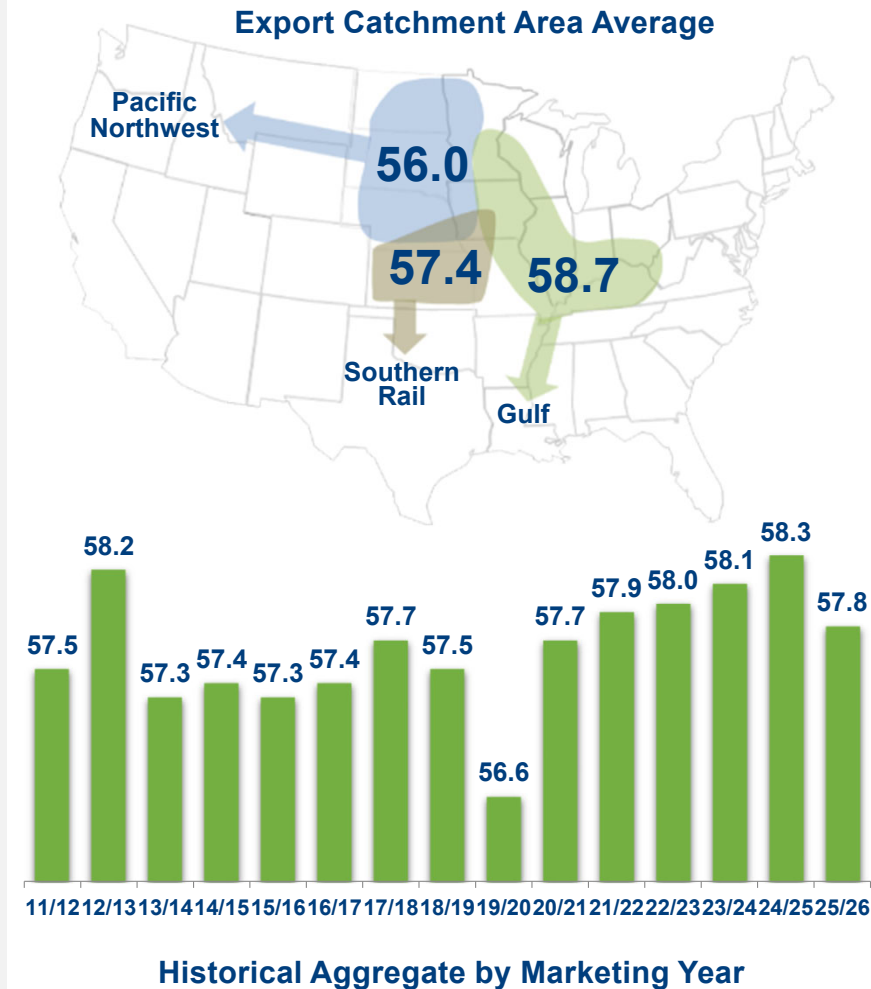 Export Catchment Area Average
Pacific
Northwest
56.0
57.4
58.7
Southern
Rail
Gulf
57.5
58.2
57.3
57.4
57.3
57.4
57.7
57.5
56.6
57.7
57.9
58.0
58.1
58.3
57.8
11/12 12/13 13/14 14/15 15/16 16/17 17/18 18/19 19/20 20/21 21/22 22/23 23/24 24/25 25/26
Historical Aggregate by Marketing Year